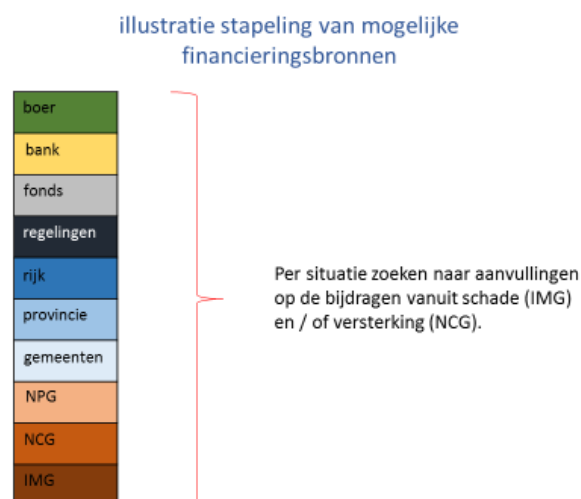 illustratie stapeling van mogelijke
financieringsbronnen
boer
bank
fonds
regelingen
rijk
provincie
gemeenten
NPG
NCG
IMG
Per situatie zoeken naar aanvullingen
op de bijdragen vanuit schade (IMG)
en / of versterking (NCG).